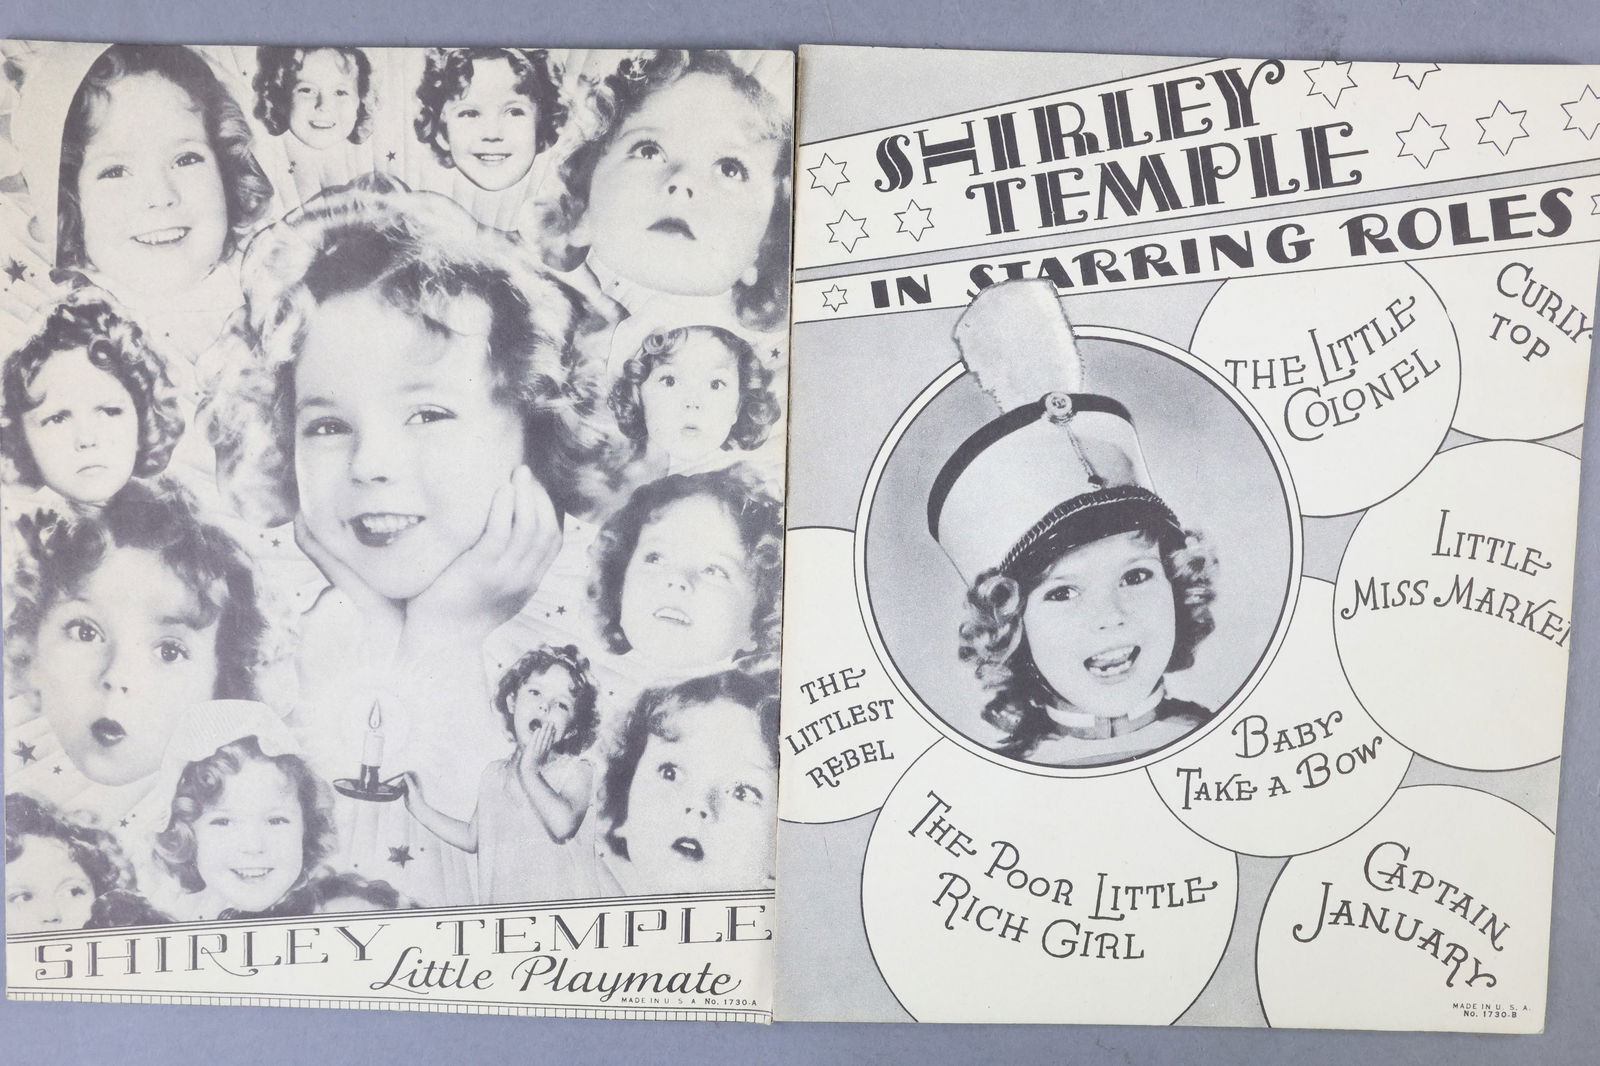 SHIRLEY TEMPLE
Little Playmate
MADE IN U S A No. 1730-A
SHIRLEY
TEMPLE
IN STARRING ROLES
THE LITTLE
COLONEL
CURLY
TOP
LITTLE
MISS MARKET
THE
LITTLEST
REBEL
BABY
TAKE A BOW
THE POOR LITTLE
RICH GIRL
CAPTAIN
JANUARY
MADE IN U. S. A.
No. 1730-B